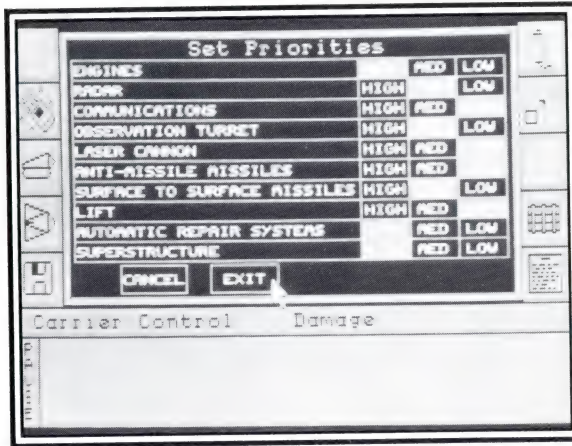 Set Priorities
ENGINES MED LOW
RADAR HIGH LOW
COMMUNICATIONS HIGH MED
OBSERVATION TURRET HIGH LOW
LASER CANNON HIGH MED
ANTI-MISSILE MISSILES HIGH MED
SURFACE TO SURFACE MISSILES HIGH LOW
LIFT HIGH MED
AUTOMATIC REPAIR SYSTEMS MED LOW
SUPERSTRUCTURE MED LOW
CANCEL EXIT
Carrier Control Damage